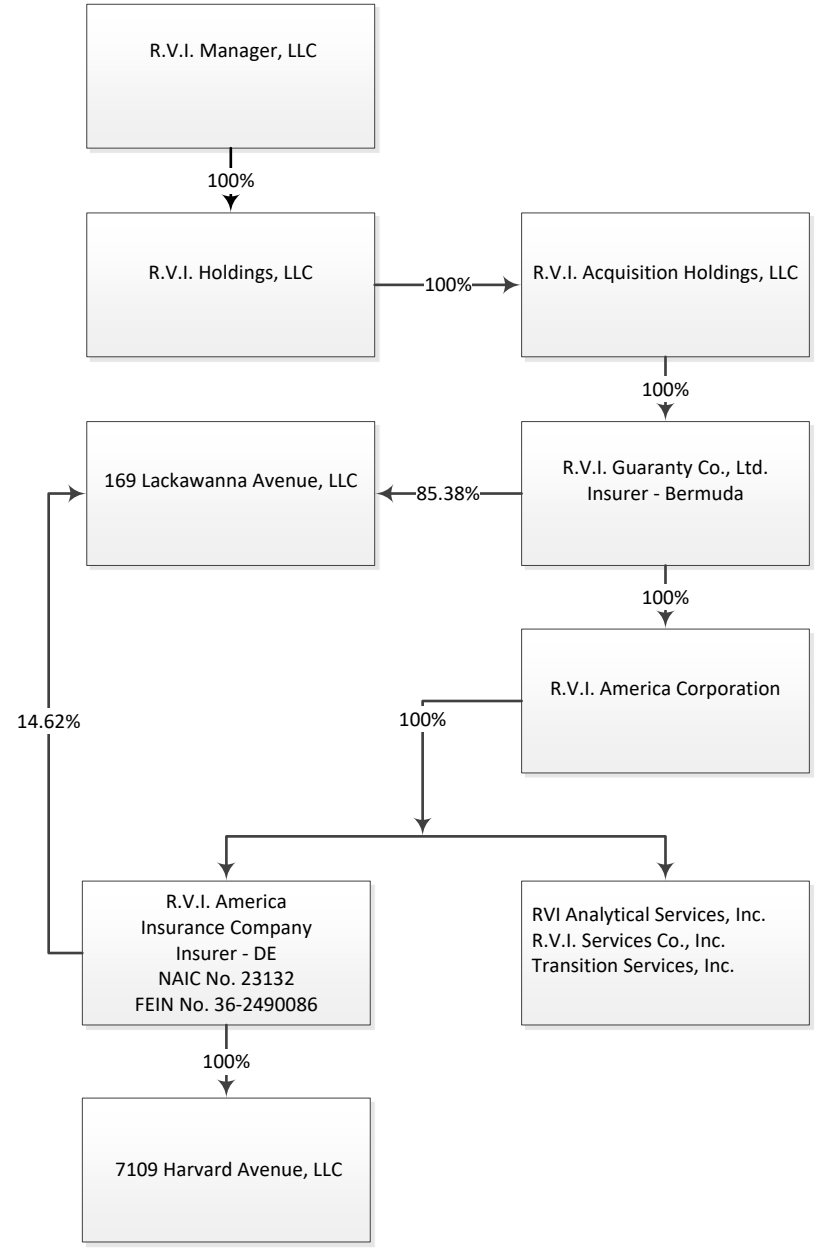 R.V.I. Manager, LLC
100%
R.V.I. Holdings, LLC
100%
R.V.I. Acquisition Holdings, LLC
100%
169 Lackawanna Avenue, LLC
85.38%
R.V.I. Guaranty Co., Ltd.
Insurer - Bermuda
100%
R.V.I. America Corporation
14.62%
100%
R.V.I. America
Insurance Company
Insurer - DE
NAIC No. 23132
FEIN No. 36-2490086
RVI Analytical Services, Inc.
R.V.I. Services Co., Inc.
Transition Services, Inc.
100%
7109 Harvard Avenue, LLC